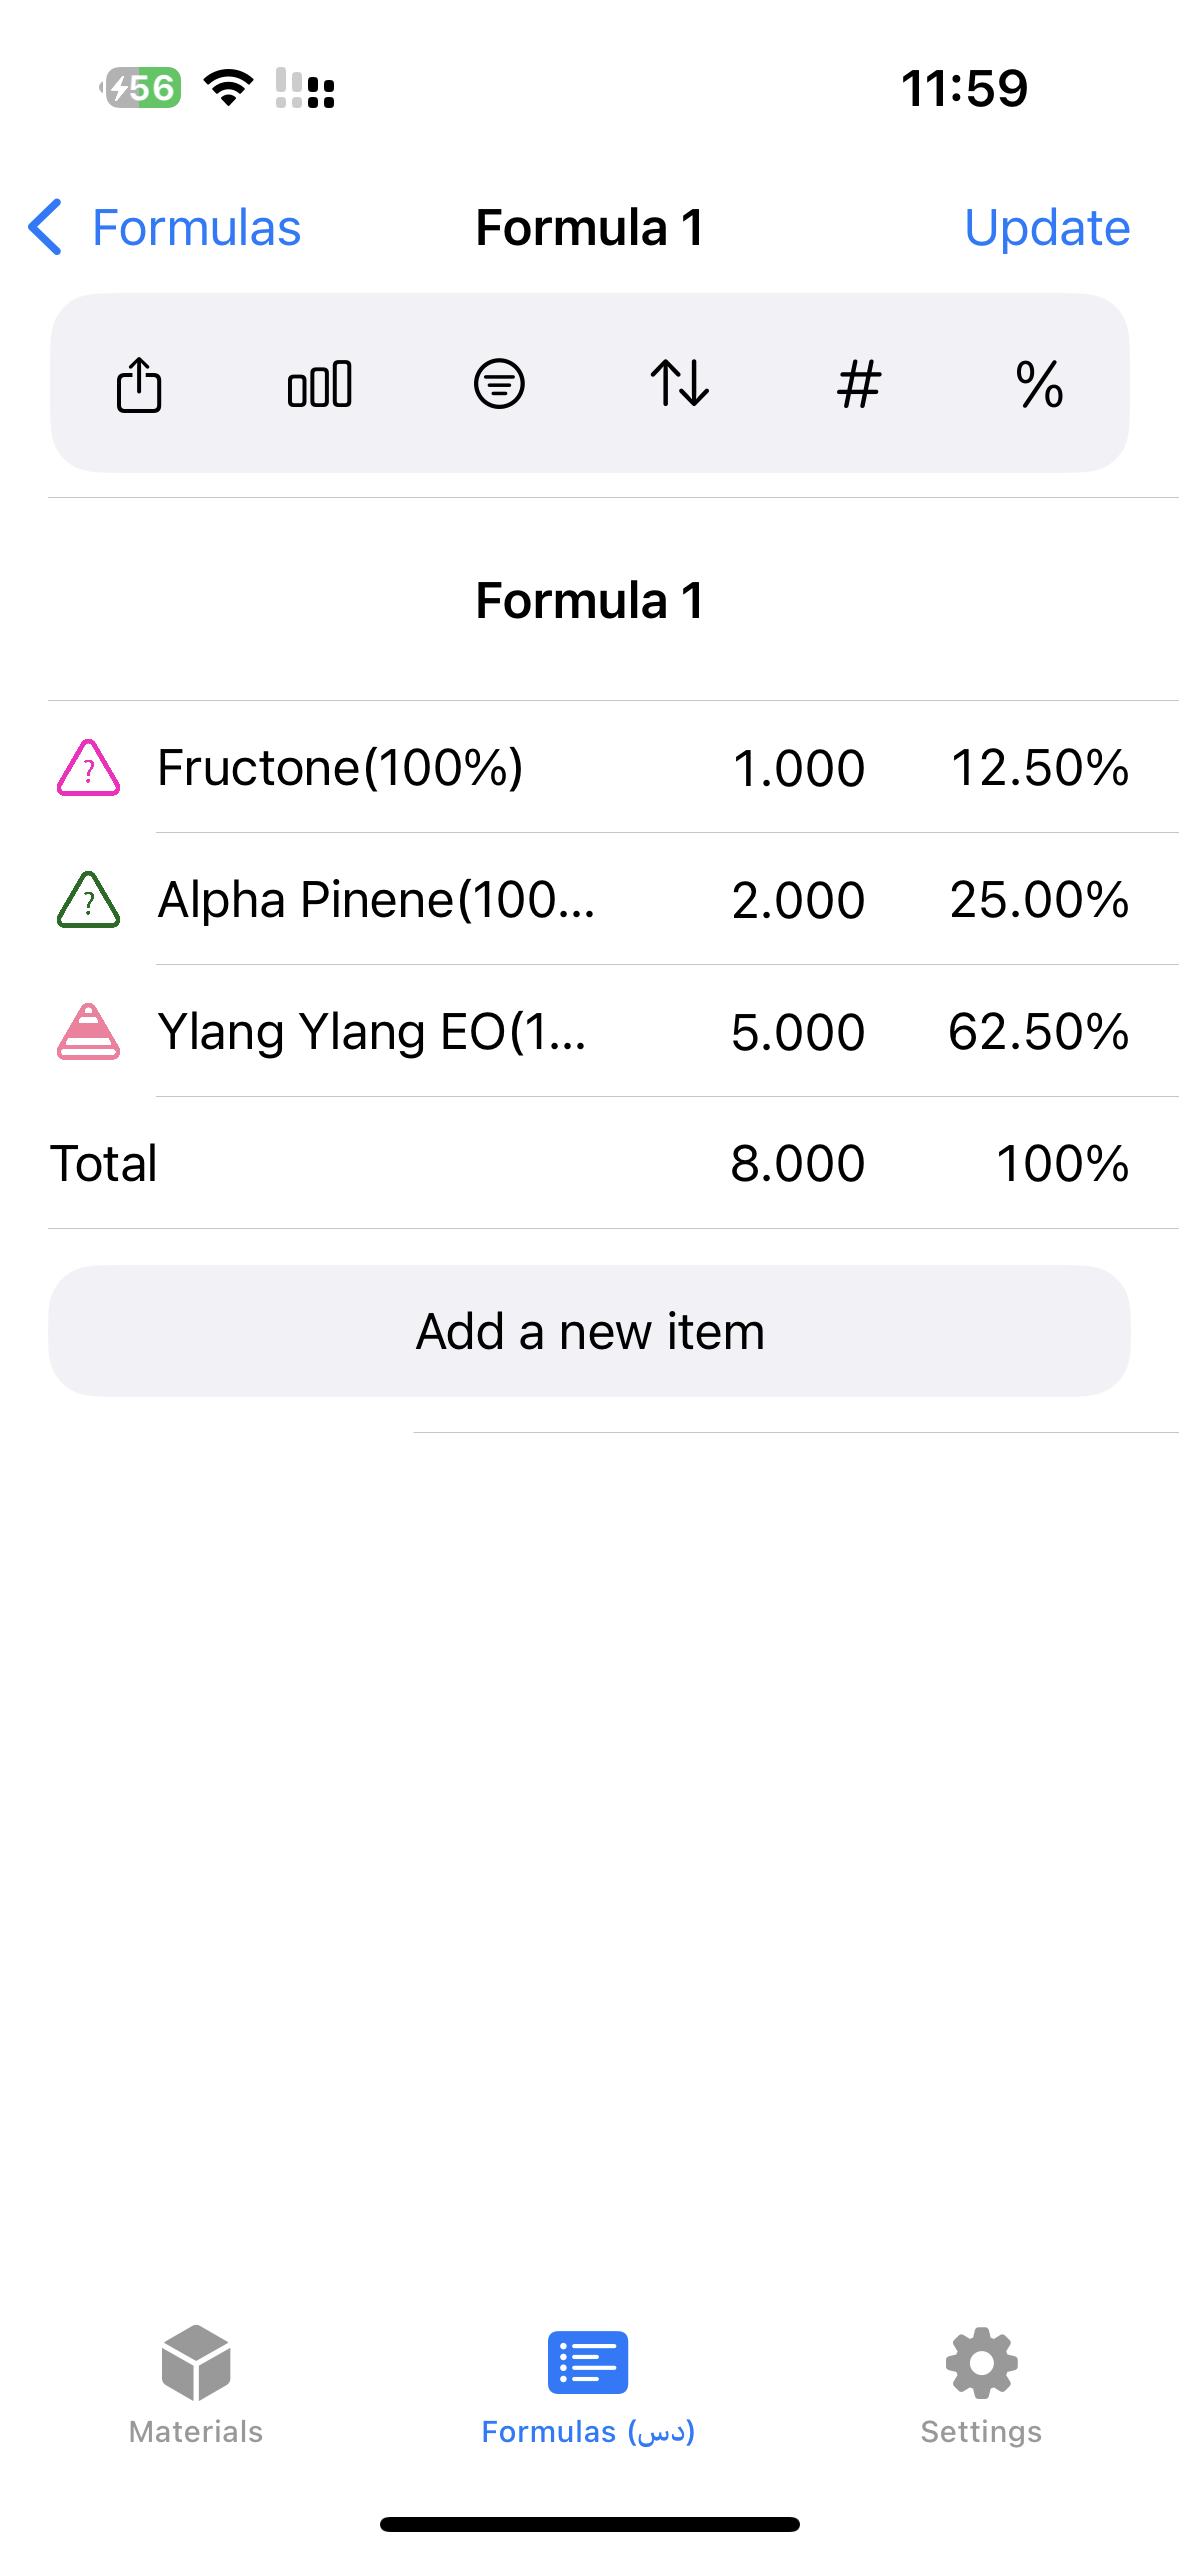 56 11:59
Formulas Formula 1 Update
# %
Formula 1
? Fructone(100%) 1.000 12.50%
? Alpha Pinene(100... 2.000 25.00%
Ylang Ylang EO(1... 5.000 62.50%
Total 8.000 100%
Add a new item
Materials Formulas (دس) Settings